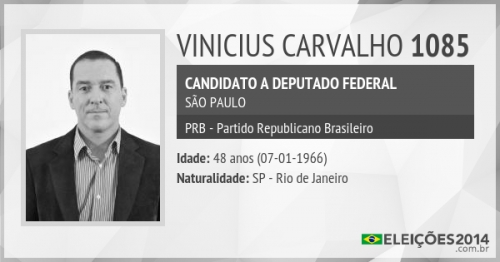 VINICIUS CARVALHO 1085
CANDIDATO A DEPUTADO FEDERAL
SÃO PAULO
PRB - Partido Republicano Brasileiro
Idade: 48 anos (07-01-1966)
Naturalidade: SP - Rio de Janeiro
ELEIÇÕES2014
.com.br